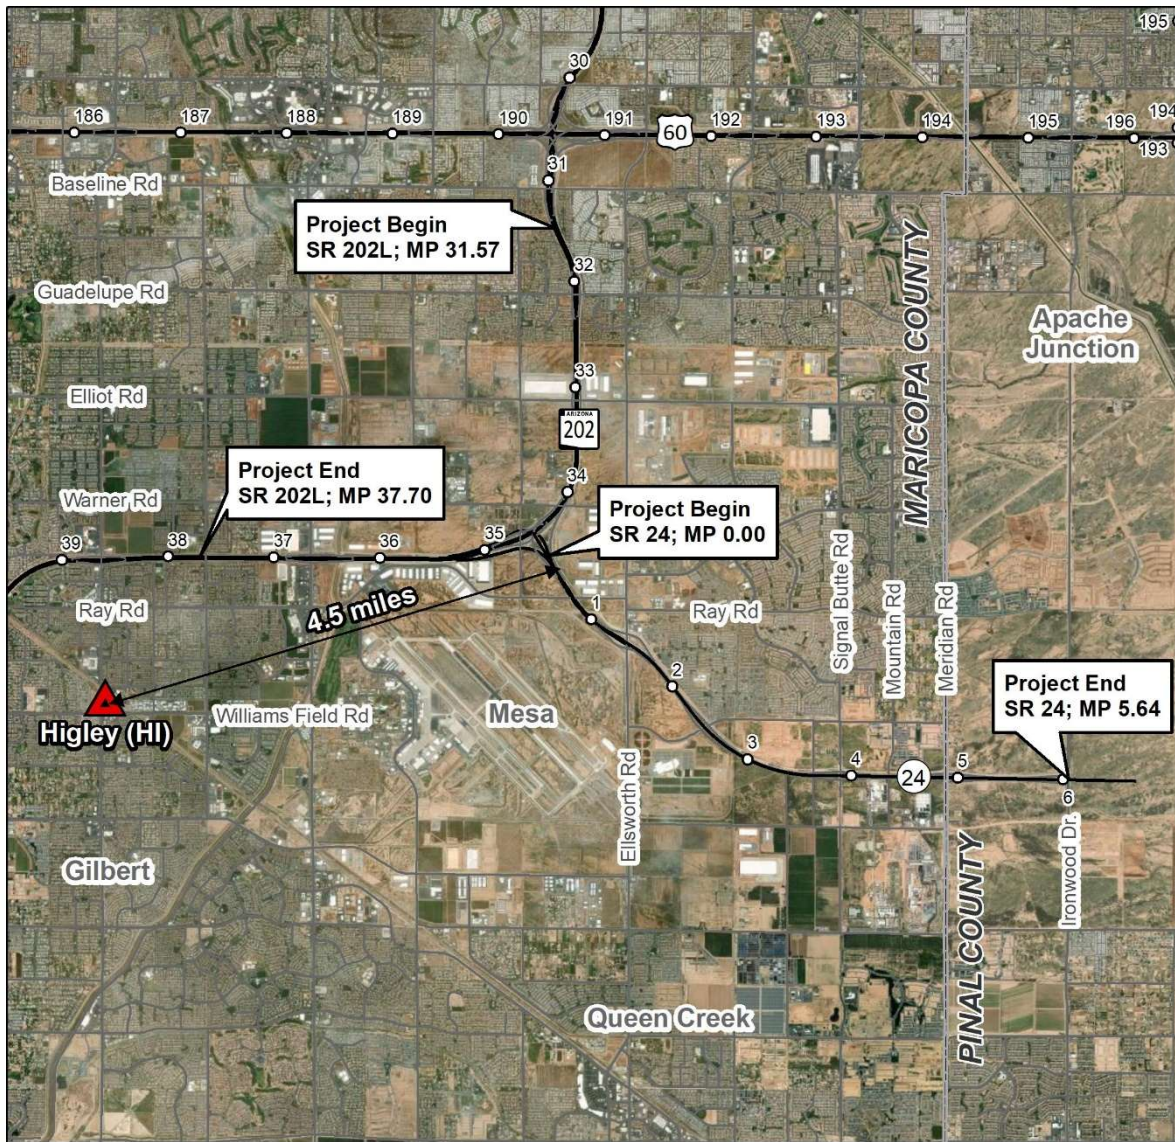 195
30
186
187
188
189
190
191
60
192
193
194
195
196
194
193
31
Baseline Rd
Project Begin
SR 202L; MP 31.57
32
Guadelupe Rd
MARICOPA COUNTY
Apache
Junction
33
Elliot Rd
ARIZONA
202
Project End
SR 202L; MP 37.70
34
Warner Rd
Project Begin
SR 24; MP 0.00
39
38
37
36
35
Ray Rd
4.5 miles
1
Ray Rd
Signal Butte Rd
Mountain Rd
Meridian Rd
2
Project End
SR 24; MP 5.64
Higley (HI)
Williams Field Rd
Mesa
3
4
24
5
6
Ellsworth Rd
Gilbert
Ironwood Dr.
PINAL COUNTY
Queen Creek